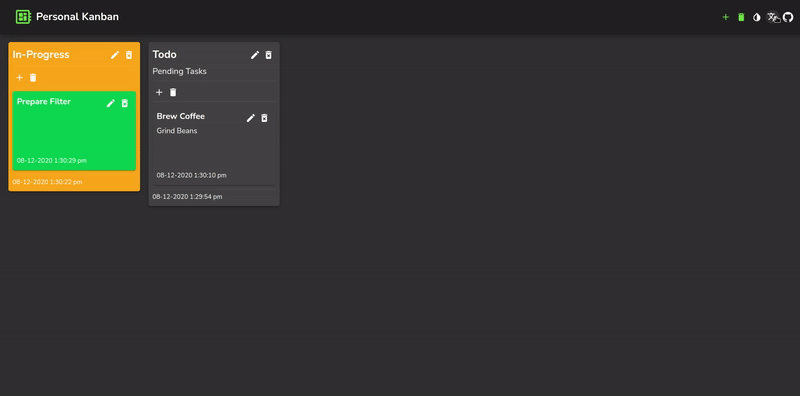 Personal Kanban
In-Progress
Prepare Filter
08-12-2020 1:30:29 pm
08-12-2020 1:30:22 pm
Todo
Pending Tasks
Brew Coffee
Grind Beans
08-12-2020 1:30:10 pm
08-12-2020 1:29:54 pm